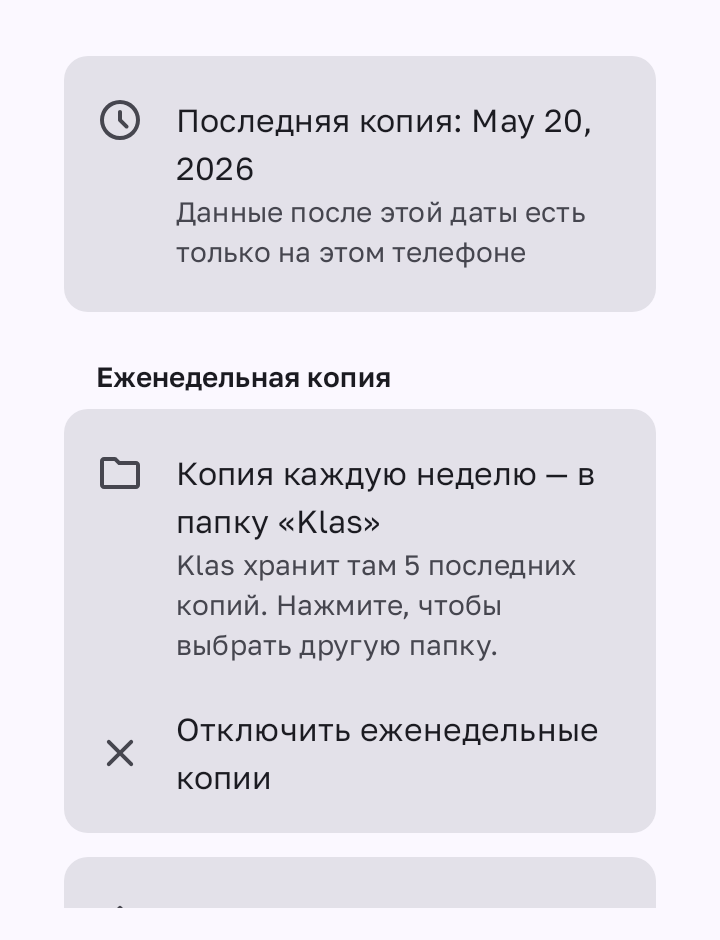 Последняя копия: May 20,
2026
Данные после этой даты есть
только на этом телефоне
Еженедельная копия
Копия каждую неделю — в
папку «Klas»
Klas хранит там 5 последних
копий. Нажмите, чтобы
выбрать другую папку.
Отключить еженедельные
копии